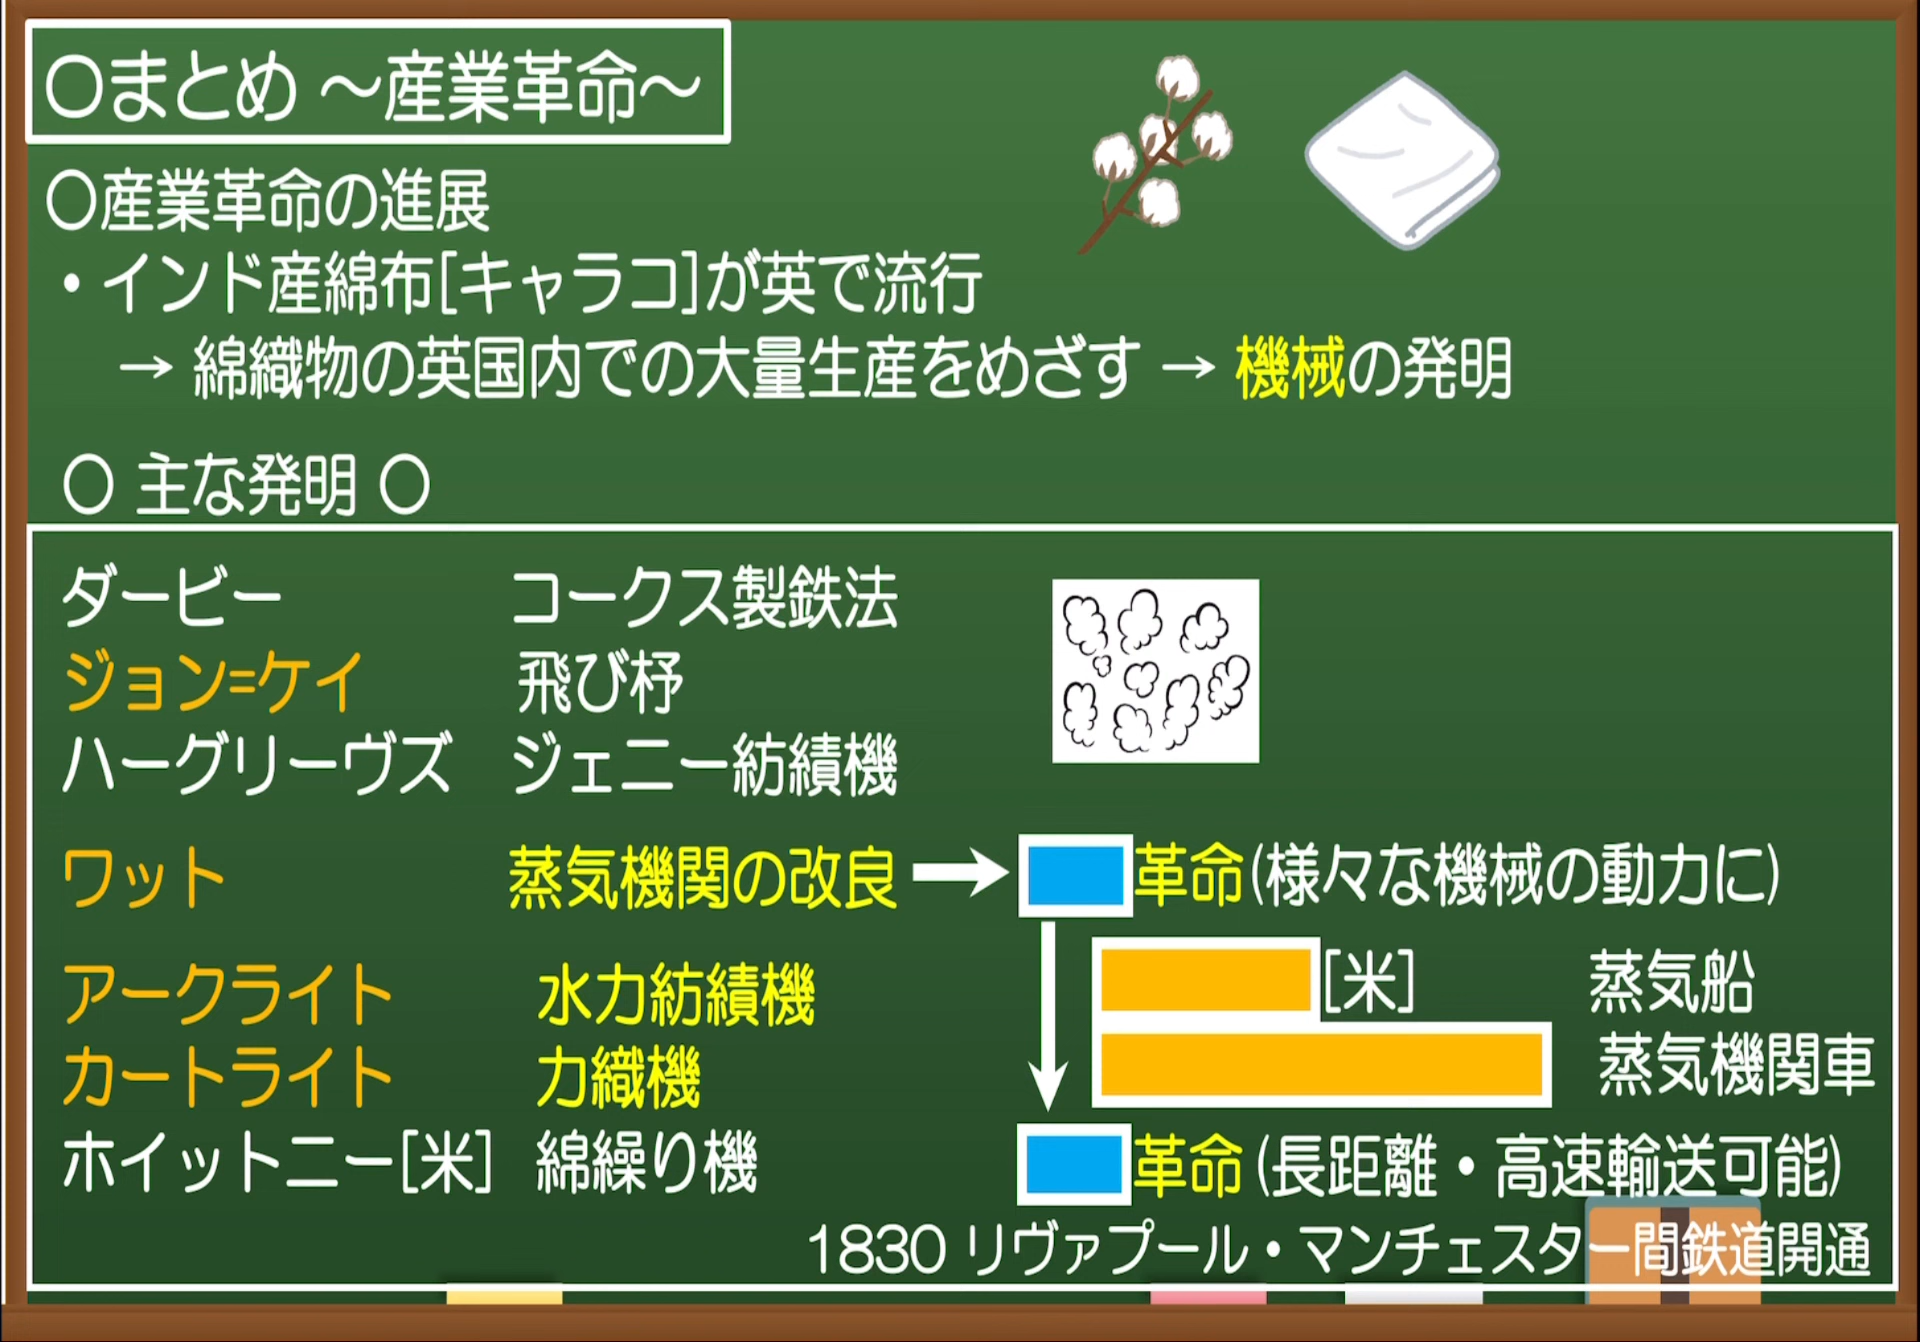 〇まとめ ～産業革命～
〇産業革命の進展
・インド産綿布[キャラコ]が英で流行
→ 綿織物の英国内での大量生産をめざす → 機械の発明
〇 主な発明 〇
ダービー コークス製鉄法
ジョン=ケイ 飛び杼
ハーグリーヴズ ジェニー紡績機
ワット 蒸気機関の改良 → 革命(様々な機械の動力に)
アークライト 水力紡績機 [米] 蒸気船
カートライト 力織機 蒸気機関車
ホイットニー[米] 綿繰り機 革命(長距離・高速輸送可能)
1830 リヴァプール・マンチェスター間鉄道開通